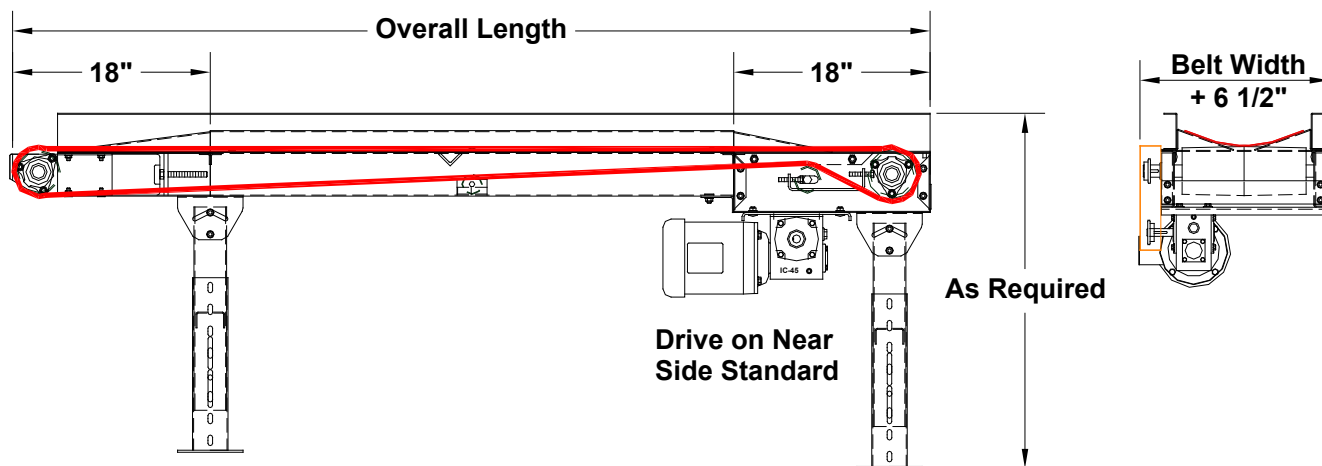 Overall Length
18"
18"
Belt Width
+ 6 1/2"
IC-45
As Required
Drive on Near
Side Standard